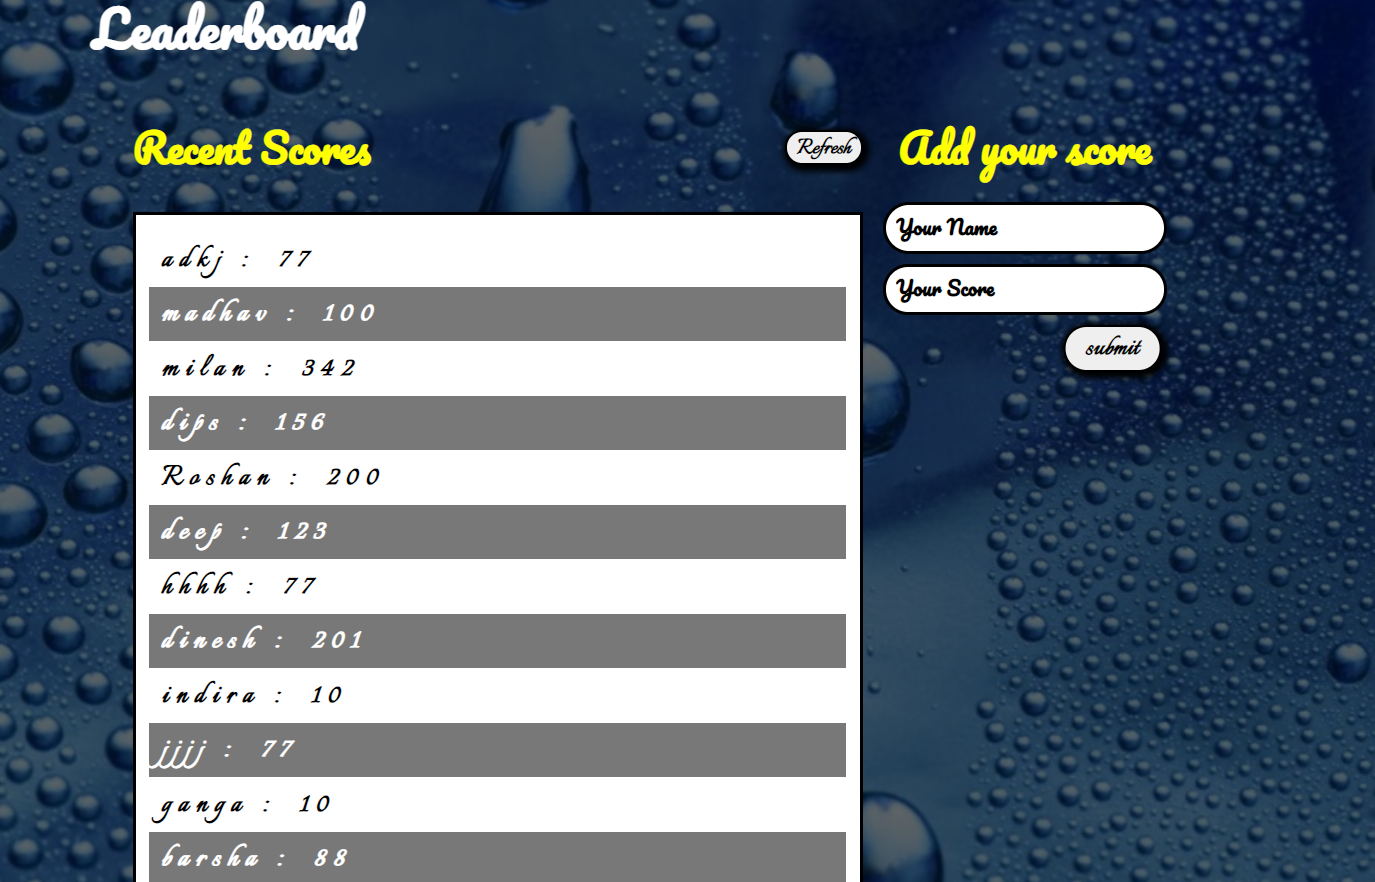 Leaderboard
Recent Scores
Refresh
adkj : 77
madhav : 100
milan : 342
dips : 156
Roshan : 200
deep : 123
hhhh : 77
dinesh : 201
indira : 10
jjjj : 77
ganga : 10
barsha : 88
Add your score
Your Name
Your Score
submit